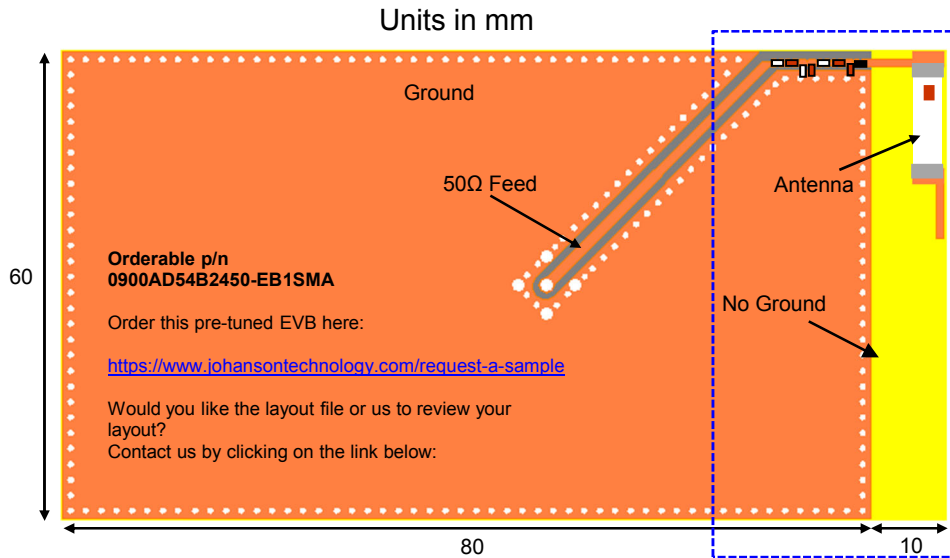 Units in mm
Ground
50Ω Feed
Antenna
Orderable p/n
0900AD54B2450-EB1SMA
60
No Ground
Order this pre-tuned EVB here:
https://www.johansontechnology.com/request-a-sample
Would you like the layout file or us to review your
layout?
Contact us by clicking on the link below:
80
10